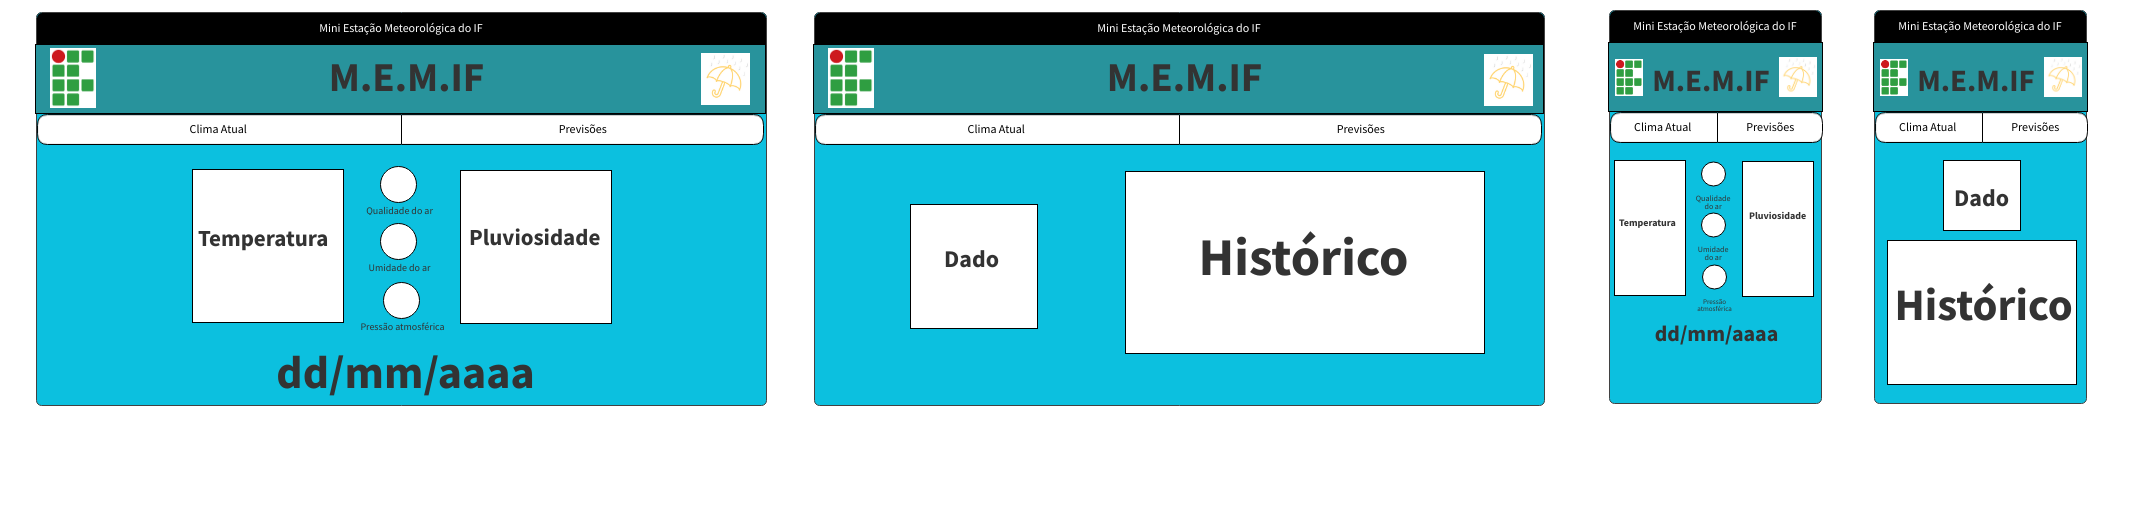 Mini Estação Meteorológica do IF
M.E.M.IF
Clima Atual
Previsões
Temperatura
Qualidade do ar
Umidade do ar
Pressão atmosférica
Pluviosidade
dd/mm/aaaa
Mini Estação Meteorológica do IF
M.E.M.IF
Clima Atual
Previsões
Dado
Histórico
Mini Estação Meteorológica do IF
M.E.M.IF
Clima Atual
Previsões
Temperatura
Qualidade
do ar
Umidade
do ar
Pressão
atmosférica
Pluviosidade
dd/mm/aaaa
Mini Estação Meteorológica do IF
M.E.M.IF
Clima Atual
Previsões
Dado
Histórico